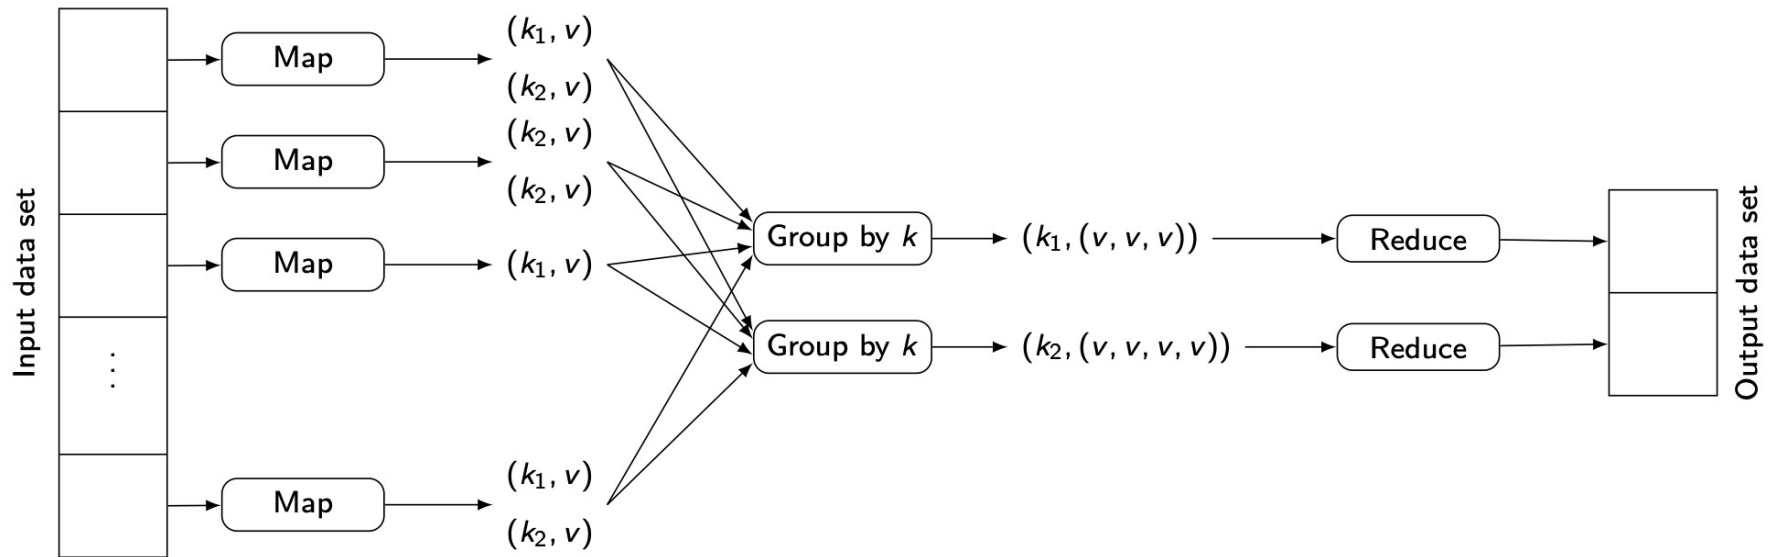 Input data set
Map
(k₁, v)
(k₂, v)
Map
(k₂, v)
(k₂, v)
Map
(k₁, v)
⋮
Map
(k₁, v)
(k₂, v)
Group by k
(k₁, (v, v, v))
Reduce
Group by k
(k₂, (v, v, v, v))
Reduce
Output data set